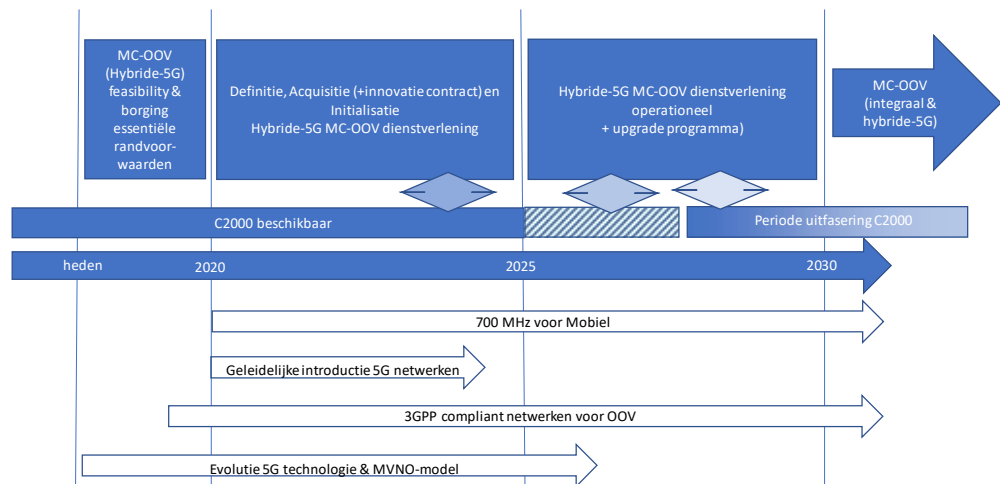 MC-OOV
(Hybride-5G)
feasibility &
borging
essentiële
randvoor-
waarden
Definitie, Acquisitie (+innovatie contract) en
Initialisatie
Hybride-5G MC-OOV dienstverlening
Hybride-5G MC-OOV dienstverlening
operationeel
+ upgrade programma)
MC-OOV
(integraal &
hybride-5G)
C2000 beschikbaar
Periode uitfasering C2000
heden
2020
2025
2030
700 MHz voor Mobiel
Geleidelijke introductie 5G netwerken
3GPP compliant netwerken voor OOV
Evolutie 5G technologie & MVNO-model